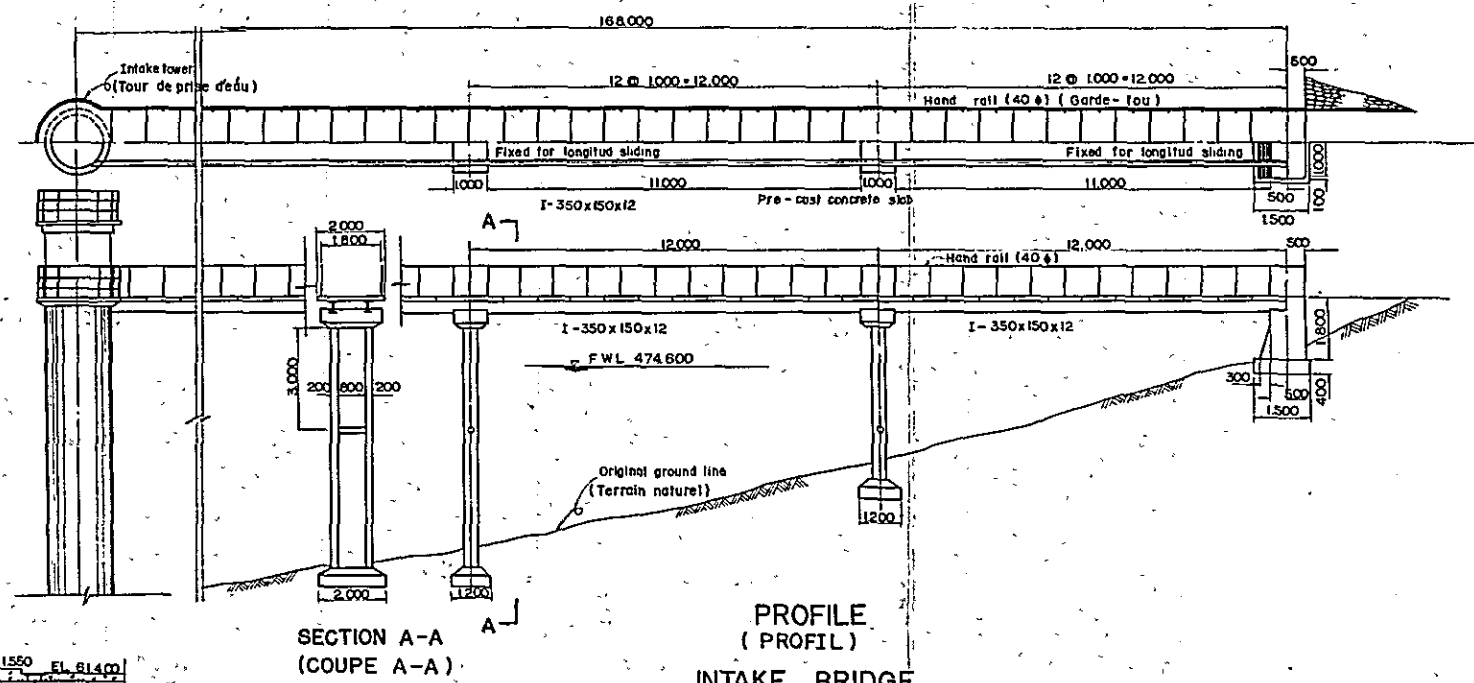 168.000
Intake tower
(Tour de prise d'eau)
12 @ 1.000 = 12.000
12 @ 1.000 = 12.000
500
Hand rail (40 φ) (Garde-fou)
Fixed for longitud sliding
Fixed for longitud sliding
1.000
1.000
11.000
1.000
11.000
500
100
1.500
I-350x150x12
Pre-cast concrete slab
A
2.000
1.800
12.000
12.000
500
Hand rail (40 φ)
I-350x150x12
I-350x150x12
1.800
FWL 474.600
3.000
200 800 200
300
500
400
1.500
Original ground line
(Terrain naturel)
1.200
2.000
1.200
A
SECTION A-A
(COUPE A-A)
PROFILE
(PROFIL)
INTAKE BRIDGE
1.550 EL. 614.00